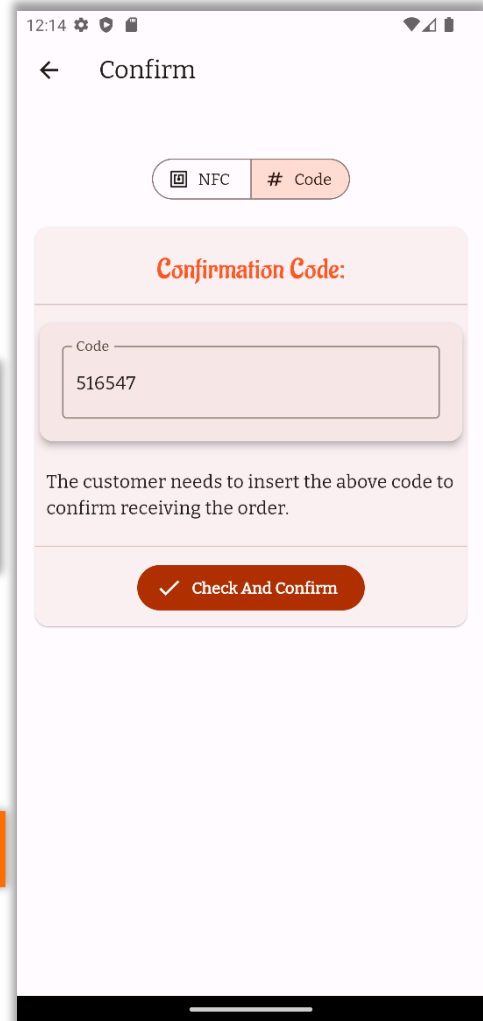 12:14
Confirm
NFC
# Code
Confirmation Code:
Code
516547
The customer needs to insert the above code to
confirm receiving the order.
Check And Confirm